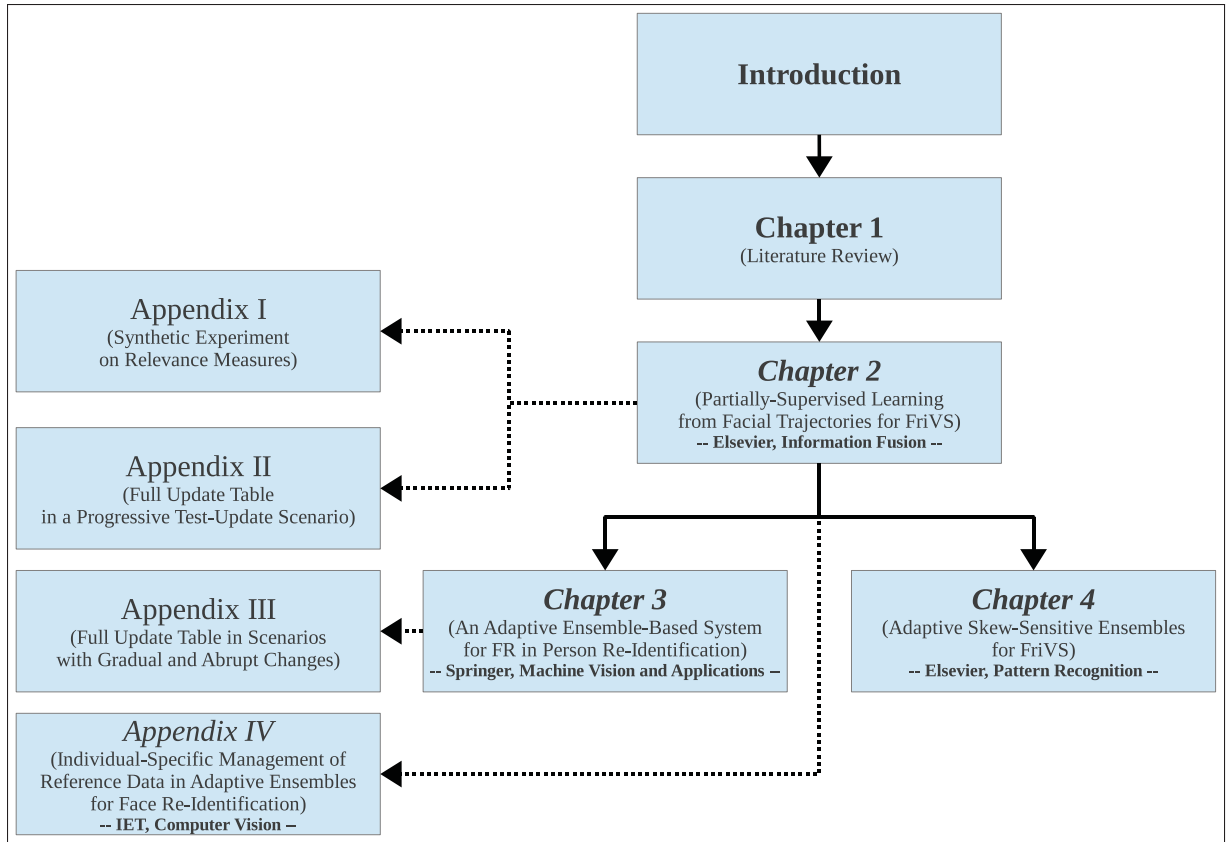 Introduction
Chapter 1
(Literature Review)
Appendix I
(Synthetic Experiment
on Relevance Measures)
Chapter 2
(Partially-Supervised Learning
from Facial Trajectories for FriVS)
-- Elsevier, Information Fusion --
Appendix II
(Full Update Table
in a Progressive Test-Update Scenario)
Appendix III
(Full Update Table in Scenarios
with Gradual and Abrupt Changes)
Chapter 3
(An Adaptive Ensemble-Based System
for FR in Person Re-Identification)
-- Springer, Machine Vision and Applications --
Chapter 4
(Adaptive Skew-Sensitive Ensembles
for FriVS)
-- Elsevier, Pattern Recognition --
Appendix IV
(Individual-Specific Management of
Reference Data in Adaptive Ensembles
for Face Re-Identification)
-- IET, Computer Vision --